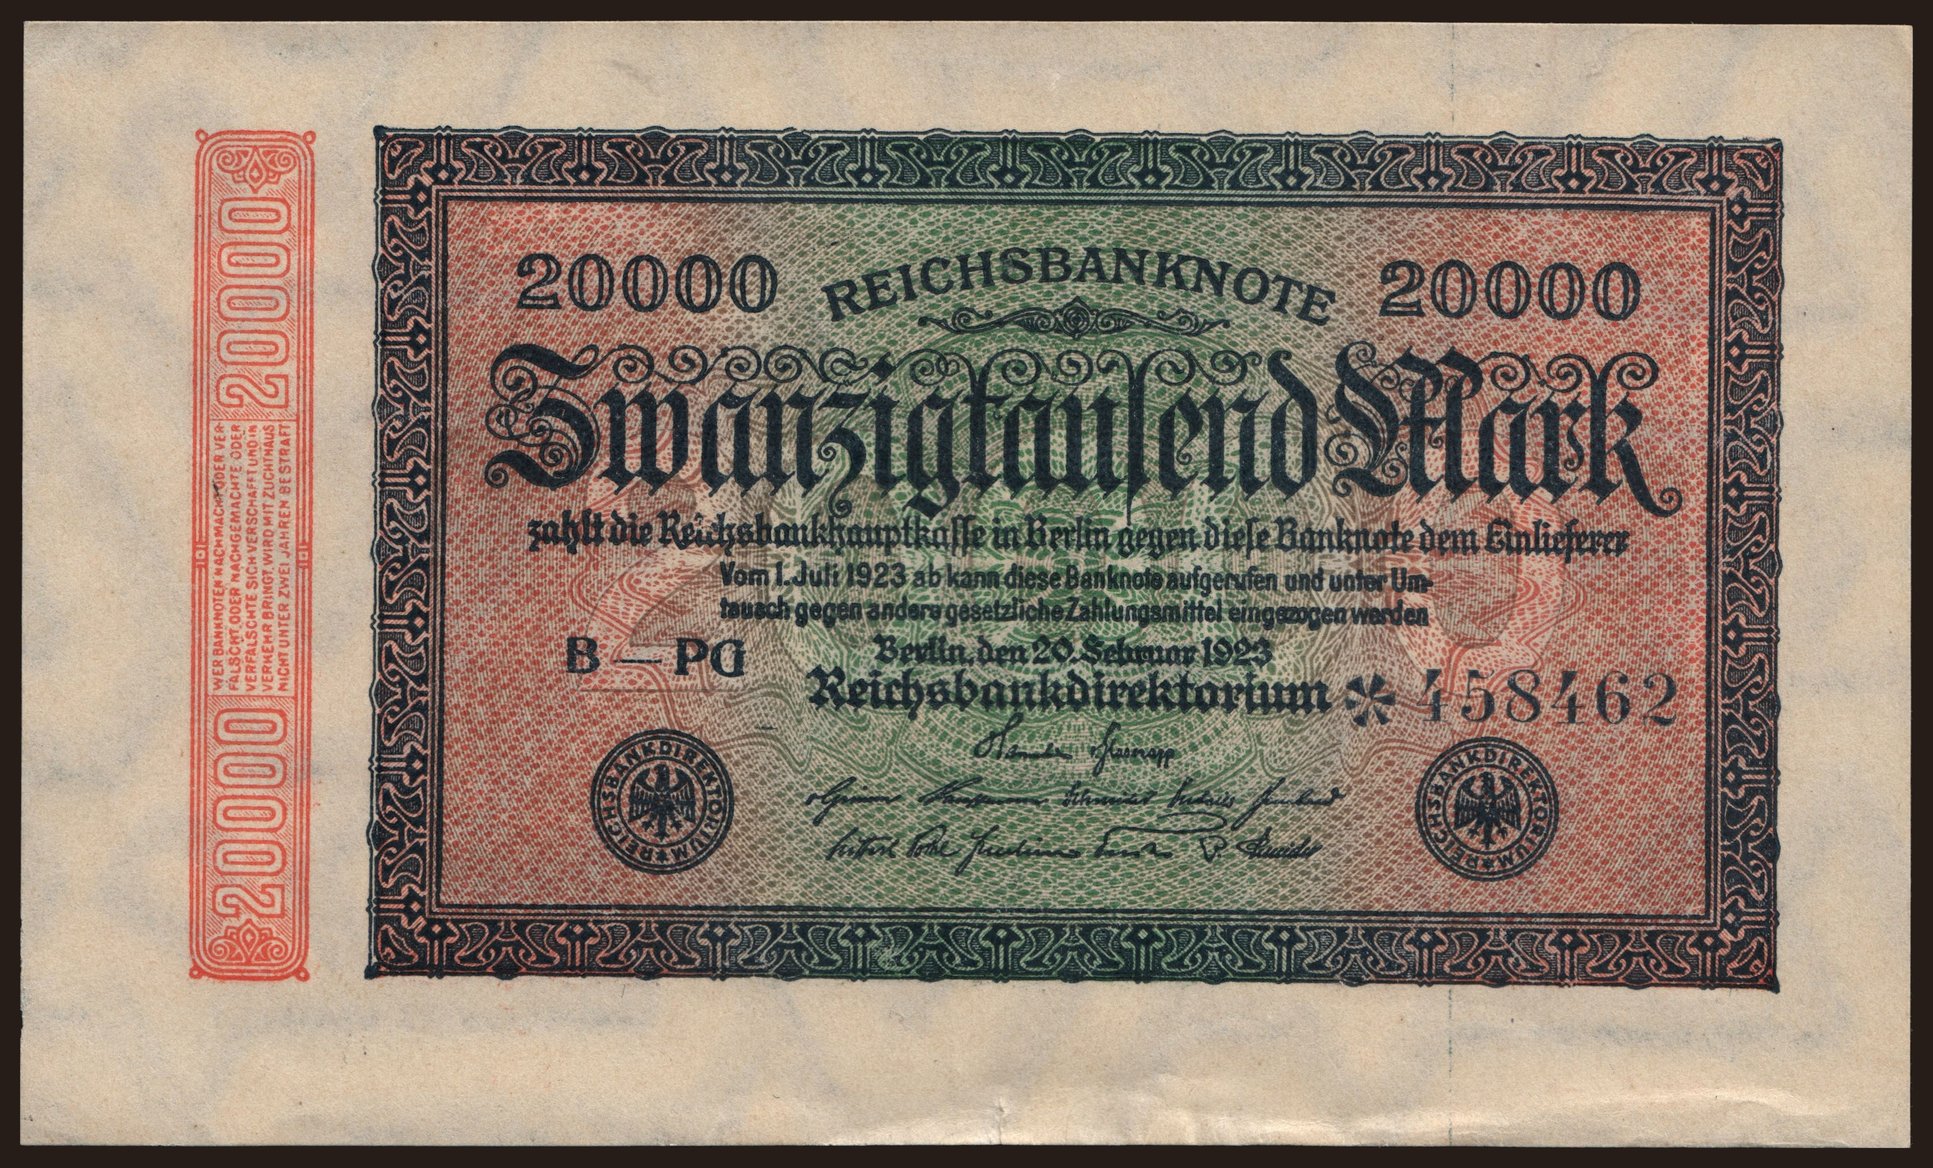 20000
REICHSBANKNOTE
20000
Zwanzigtausend Mark
zahlt die Reichsbankhauptkasse in Berlin gegen diese Banknote dem Einlieferer
Vom 1. Juli 1923 ab kann diese Banknote aufgerufen und unter Um-
tausch gegen andere gesetzliche Zahlungsmittel eingezogen werden
Berlin, den 20. Februar 1923
B — PD
Reichsbankdirektorium
* 458462
REICHSBANKDIREKTORIUM
REICHSBANKDIREKTORIUM
20000
WER BANKNOTEN NACHMACHT ODER VER-
FÄLSCHT ODER NACHGEMACHTE ODER
VERFÄLSCHTE SICH VERSCHAFFT UND IN
VERKEHR BRINGT, WIRD MIT ZUCHTHAUS
NICHT UNTER ZWEI JAHREN BESTRAFT
20000